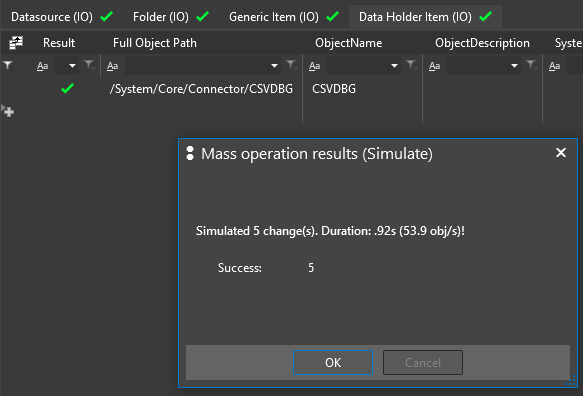 Datasource (IO) Folder (IO) Generic Item (IO) Data Holder Item (IO)
Result Full Object Path ObjectName ObjectDescription Syste
Aa Aa Aa Aa Aa
/System/Core/Connector/CSVDBG CSVDBG
Mass operation results (Simulate)
Simulated 5 change(s). Duration: .92s (53.9 obj/s)!
Success: 5
OK Cancel